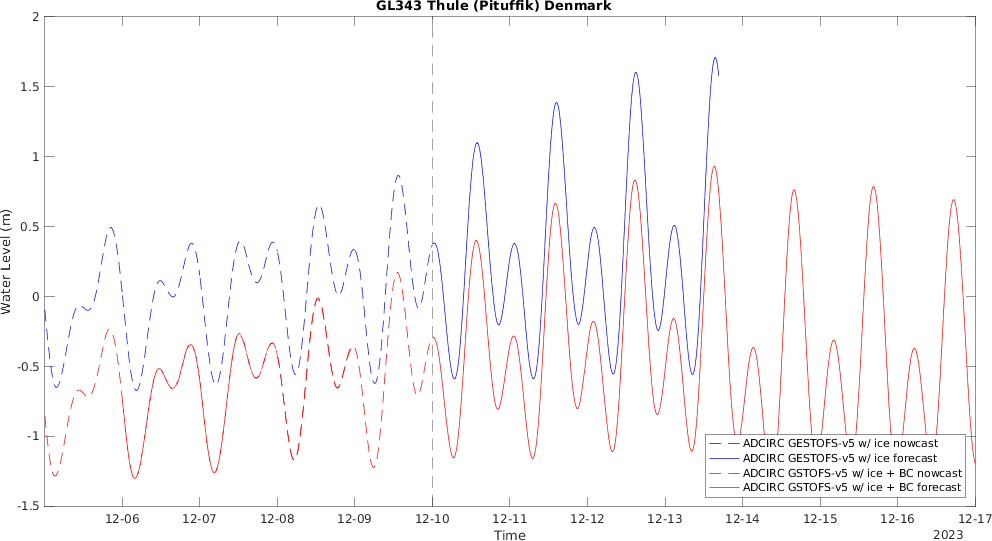 GL343 Thule (Pituffik) Denmark
2
1.5
1
0.5
0
-0.5
-1
-1.5
Water Level (m)
ADCIRC GESTOFS-v5 w/ ice nowcast
ADCIRC GESTOFS-v5 w/ ice forecast
ADCIRC GSTOFS-v5 w/ ice + BC nowcast
ADCIRC GSTOFS-v5 w/ ice + BC forecast
12-06 12-07 12-08 12-09 12-10 12-11 12-12 12-13 12-14 12-15 12-16 12-17
Time
2023